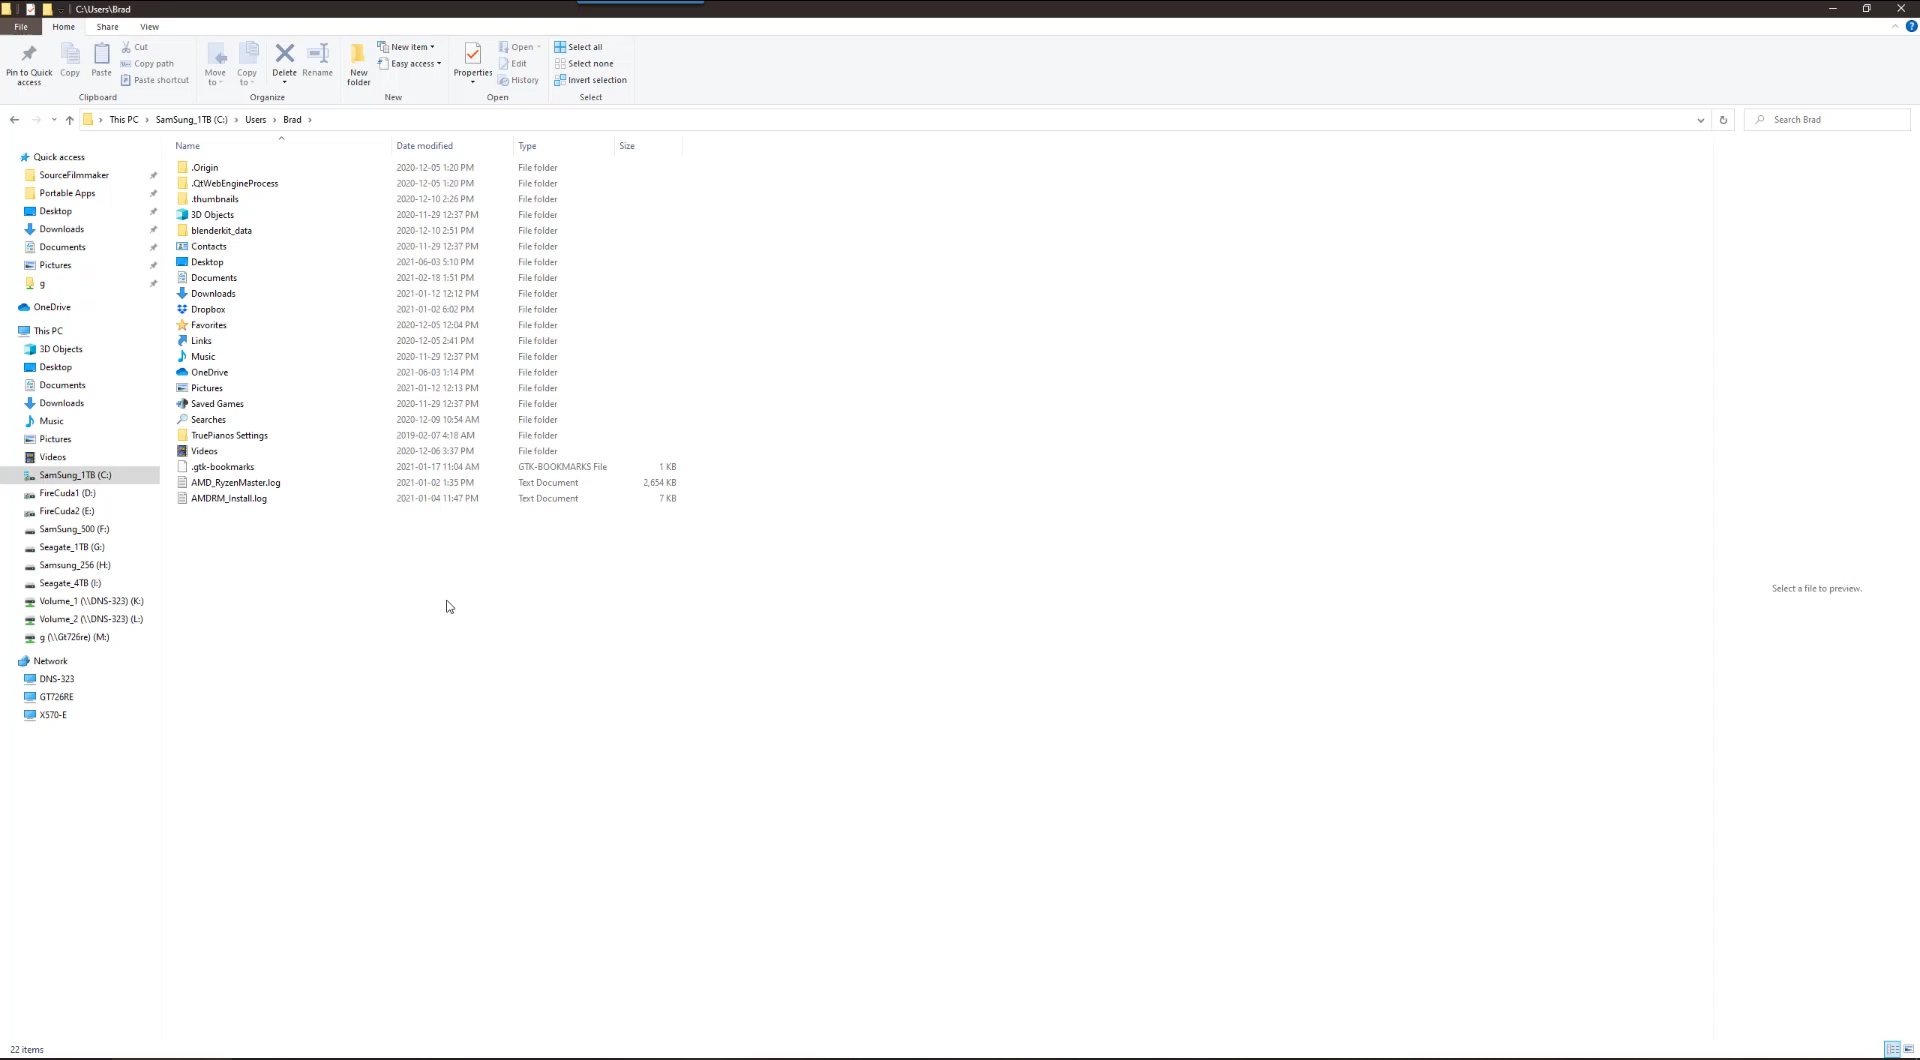 C:\Users\Brad
File Home Share View
Pin to Quick access
Copy
Paste
Cut
Copy path
Paste shortcut
Clipboard
Move to
Copy to
Delete
Rename
Organize
New folder
New item
Easy access
New
Properties
Open
Edit
History
Open
Select all
Select none
Invert selection
Select
This PC > SamSung_1TB (C:) > Users > Brad >
Search Brad
Quick access
SourceFilmmaker
Portable Apps
Desktop
Downloads
Documents
Pictures
g
OneDrive
This PC
3D Objects
Desktop
Documents
Downloads
Music
Pictures
Videos
SamSung_1TB (C:)
FireCuda1 (D:)
FireCuda2 (E:)
SamSung_500 (F:)
Seagate_1TB (G:)
Samsung_256 (H:)
Seagate_4TB (I:)
Volume_1 (\\DNS-323) (K:)
Volume_2 (\\DNS-323) (L:)
g (\\Gt726re) (M:)
Network
DNS-323
GT726RE
X570-E
Name Date modified Type Size
.Origin 2020-12-05 1:20 PM File folder
.QtWebEngineProcess 2020-12-05 1:20 PM File folder
.thumbnails 2020-12-10 2:26 PM File folder
3D Objects 2020-11-29 12:37 PM File folder
blenderkit_data 2020-12-10 2:51 PM File folder
Contacts 2020-11-29 12:37 PM File folder
Desktop 2021-06-03 5:10 PM File folder
Documents 2021-02-18 1:51 PM File folder
Downloads 2021-01-12 12:12 PM File folder
Dropbox 2021-01-02 6:02 PM File folder
Favorites 2020-12-05 12:04 PM File folder
Links 2020-12-05 2:41 PM File folder
Music 2020-11-29 12:37 PM File folder
OneDrive 2021-06-03 1:14 PM File folder
Pictures 2021-01-12 12:13 PM File folder
Saved Games 2020-11-29 12:37 PM File folder
Searches 2020-12-09 10:54 AM File folder
TruePianos Settings 2019-02-07 4:18 AM File folder
Videos 2020-12-06 3:37 PM File folder
.gtk-bookmarks 2021-01-17 11:04 AM GTK-BOOKMARKS File 1 KB
AMD_RyzenMaster.log 2021-01-02 1:35 PM Text Document 2,654 KB
AMDRM_Install.log 2021-01-04 11:47 PM Text Document 7 KB
Select a file to preview.
22 items